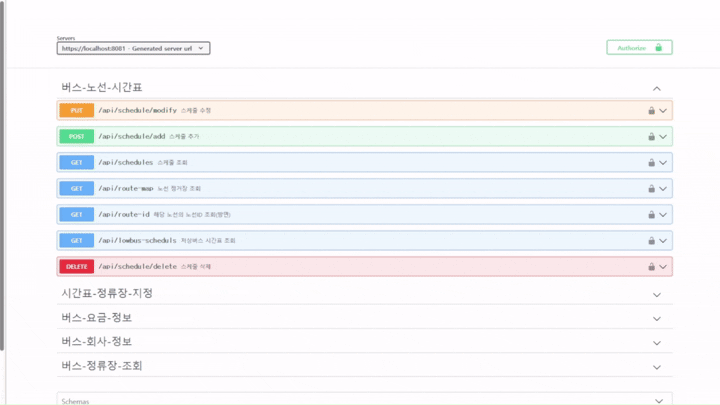 Servers
https://localhost:8081 - Generated server url
Authorize
버스-노선-시간표
PUT /api/schedule/modify 스케줄 수정
POST /api/schedule/add 스케줄 추가
GET /api/schedules 스케줄 조회
GET /api/route-map 노선 정거장 조회
GET /api/route-id 해당 노선의 노선ID 조회(방면)
GET /api/lowbus-scheduls 저상버스 시간표 조회
DELETE /api/schedule/delete 스케줄 삭제
시간표-정류장-지정
버스-요금-정보
버스-회사-정보
버스-정류장-조회
Schemas